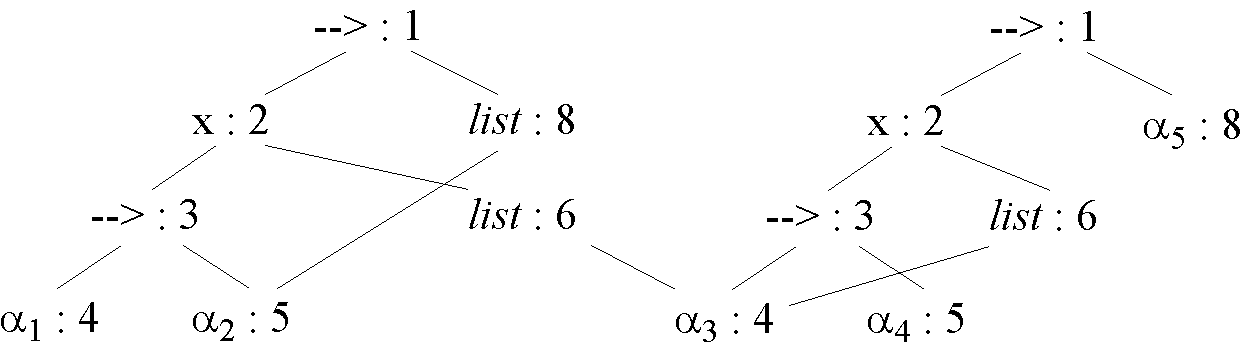 --> : 1 --> : 1
x : 2 list : 8 x : 2 α5 : 8
--> : 3 list : 6 --> : 3 list : 6
α1 : 4 α2 : 5 α3 : 4 α4 : 5